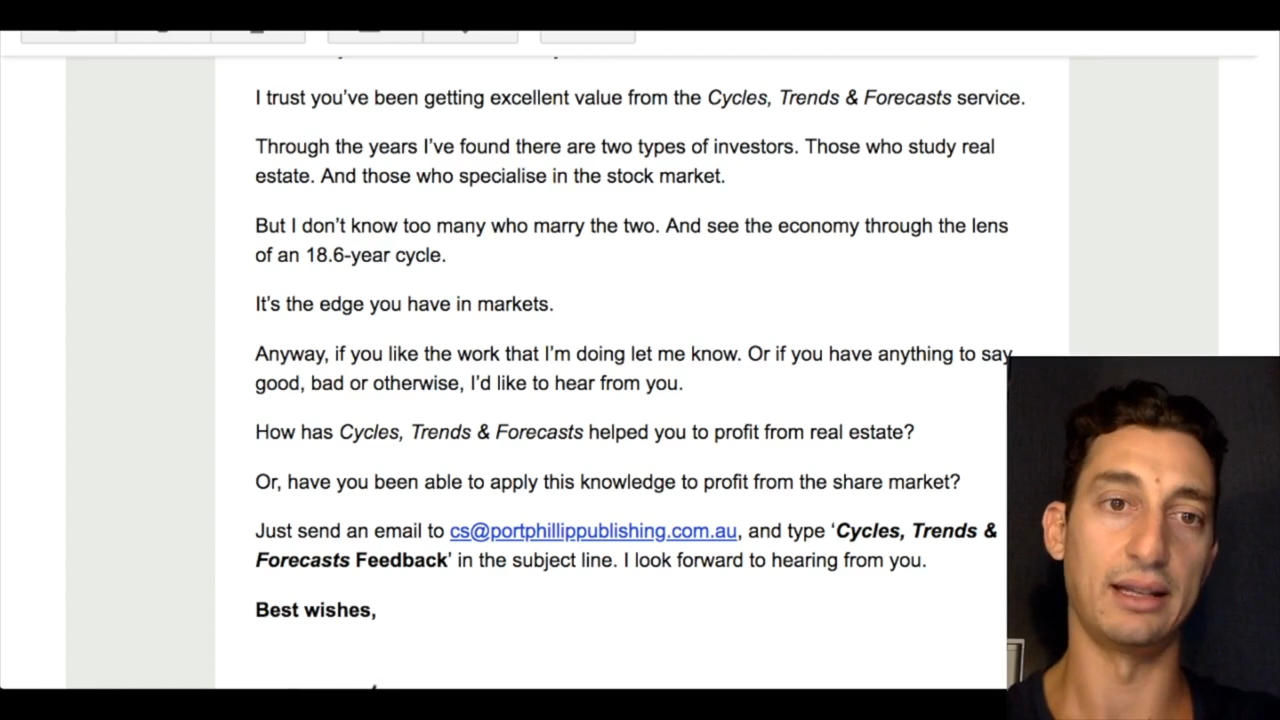 I trust you’ve been getting excellent value from the Cycles, Trends & Forecasts service.
Through the years I’ve found there are two types of investors. Those who study real
estate. And those who specialise in the stock market.
But I don’t know too many who marry the two. And see the economy through the lens
of an 18.6-year cycle.
It’s the edge you have in markets.
Anyway, if you like the work that I’m doing let me know. Or if you have anything to say
good, bad or otherwise, I’d like to hear from you.
How has Cycles, Trends & Forecasts helped you to profit from real estate?
Or, have you been able to apply this knowledge to profit from the share market?
Just send an email to cs@portphillippublishing.com.au, and type ‘Cycles, Trends &
Forecasts Feedback’ in the subject line. I look forward to hearing from you.
Best wishes,